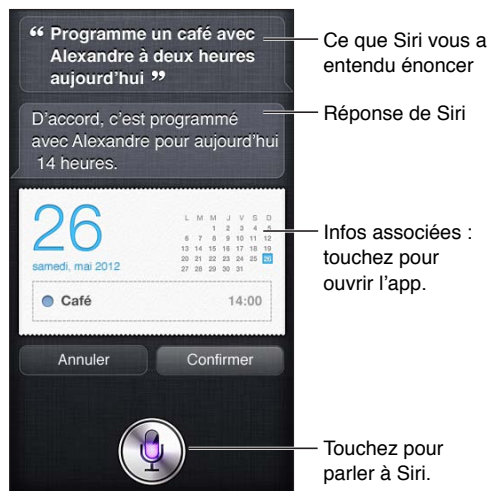 “ Programme un café avec
Alexandre à deux heures
aujourd'hui ”
Ce que Siri vous a
entendu énoncer
D'accord, c'est programmé
avec Alexandre pour aujourd'hui
14 heures.
Réponse de Siri
26
samedi, mai 2012
L M M J V S D
1 2 3 4 5
6 7 8 9 10 11 12
13 14 15 16 17 18 19
20 21 22 23 24 25 26
27 28 29 30 31
Café 14:00
Infos associées :
touchez pour
ouvrir l'app.
Annuler Confirmer
Touchez pour
parler à Siri.